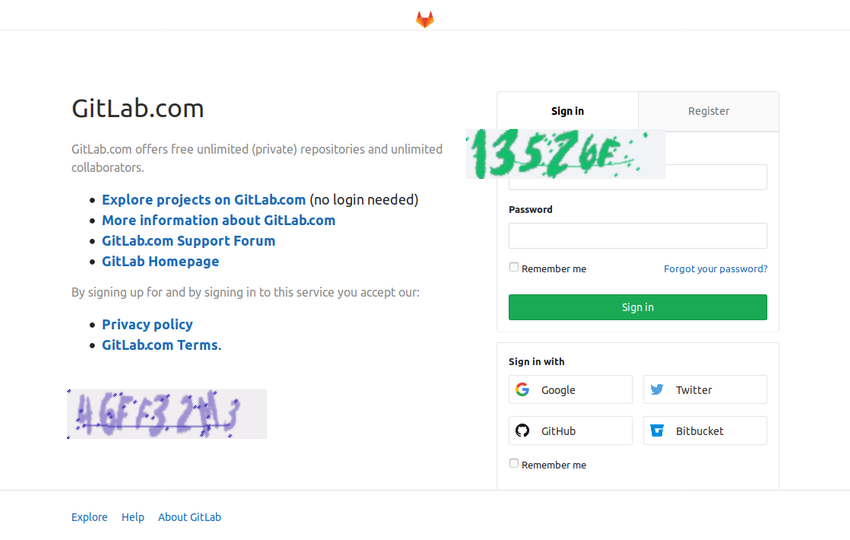 GitLab.com
GitLab.com offers free unlimited (private) repositories and unlimited
collaborators.
Explore projects on GitLab.com (no login needed)
More information about GitLab.com
GitLab.com Support Forum
GitLab Homepage
By signing up for and by signing in to this service you accept our:
Privacy policy
GitLab.com Terms.
Sign in
Register
Password
Remember me
Forgot your password?
Sign in
Sign in with
Google
Twitter
GitHub
Bitbucket
Remember me
Explore
Help
About GitLab